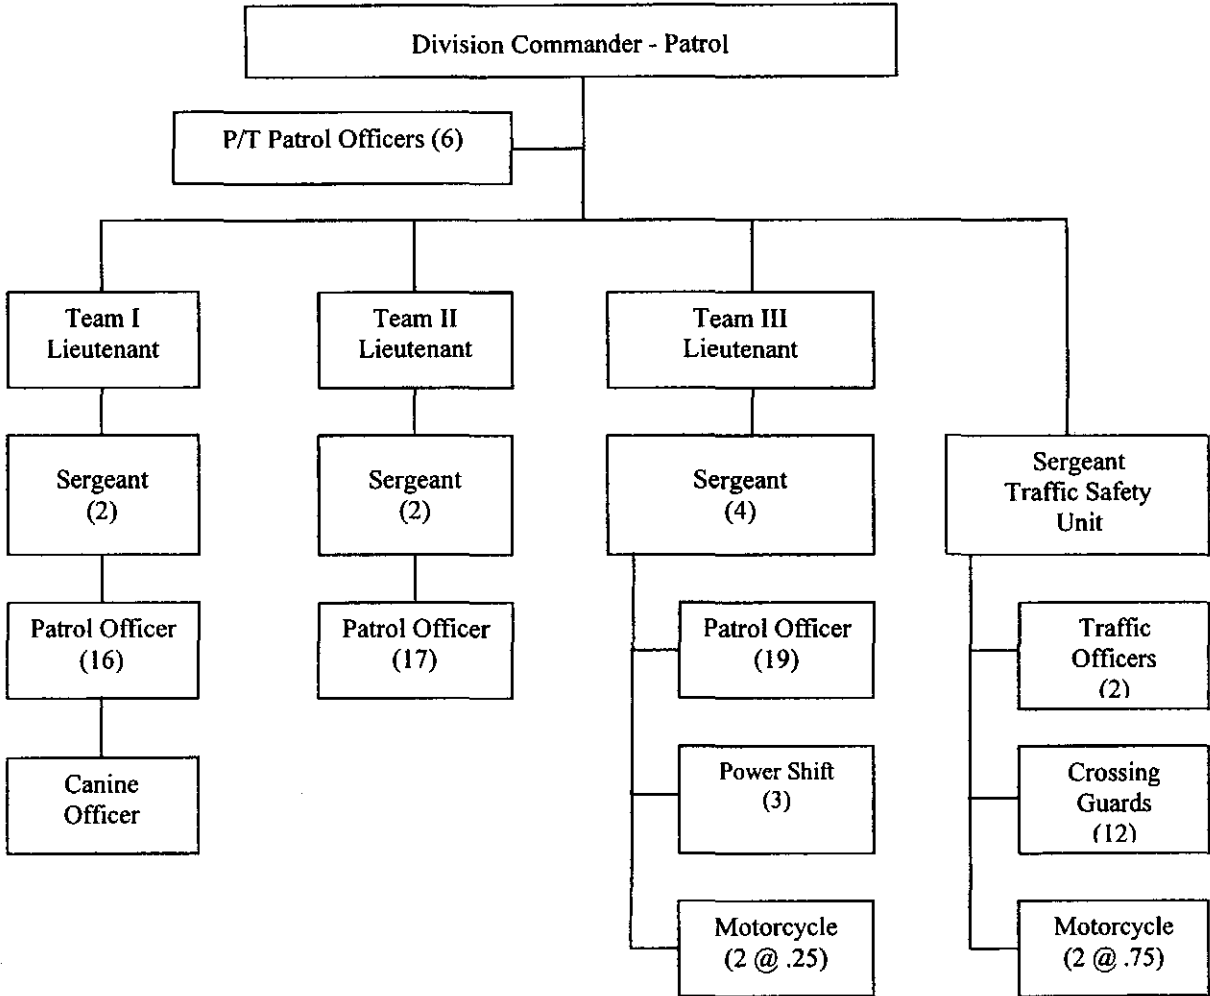 Division Commander - Patrol
P/T Patrol Officers (6)
Team I
Lieutenant
Team II
Lieutenant
Team III
Lieutenant
Sergeant
(2)
Sergeant
(2)
Sergeant
(4)
Sergeant
Traffic Safety
Unit
Patrol Officer
(16)
Patrol Officer
(17)
Patrol Officer
(19)
Traffic
Officers
(2)
Canine
Officer
Power Shift
(3)
Crossing
Guards
(12)
Motorcycle
(2 @ .25)
Motorcycle
(2 @ .75)